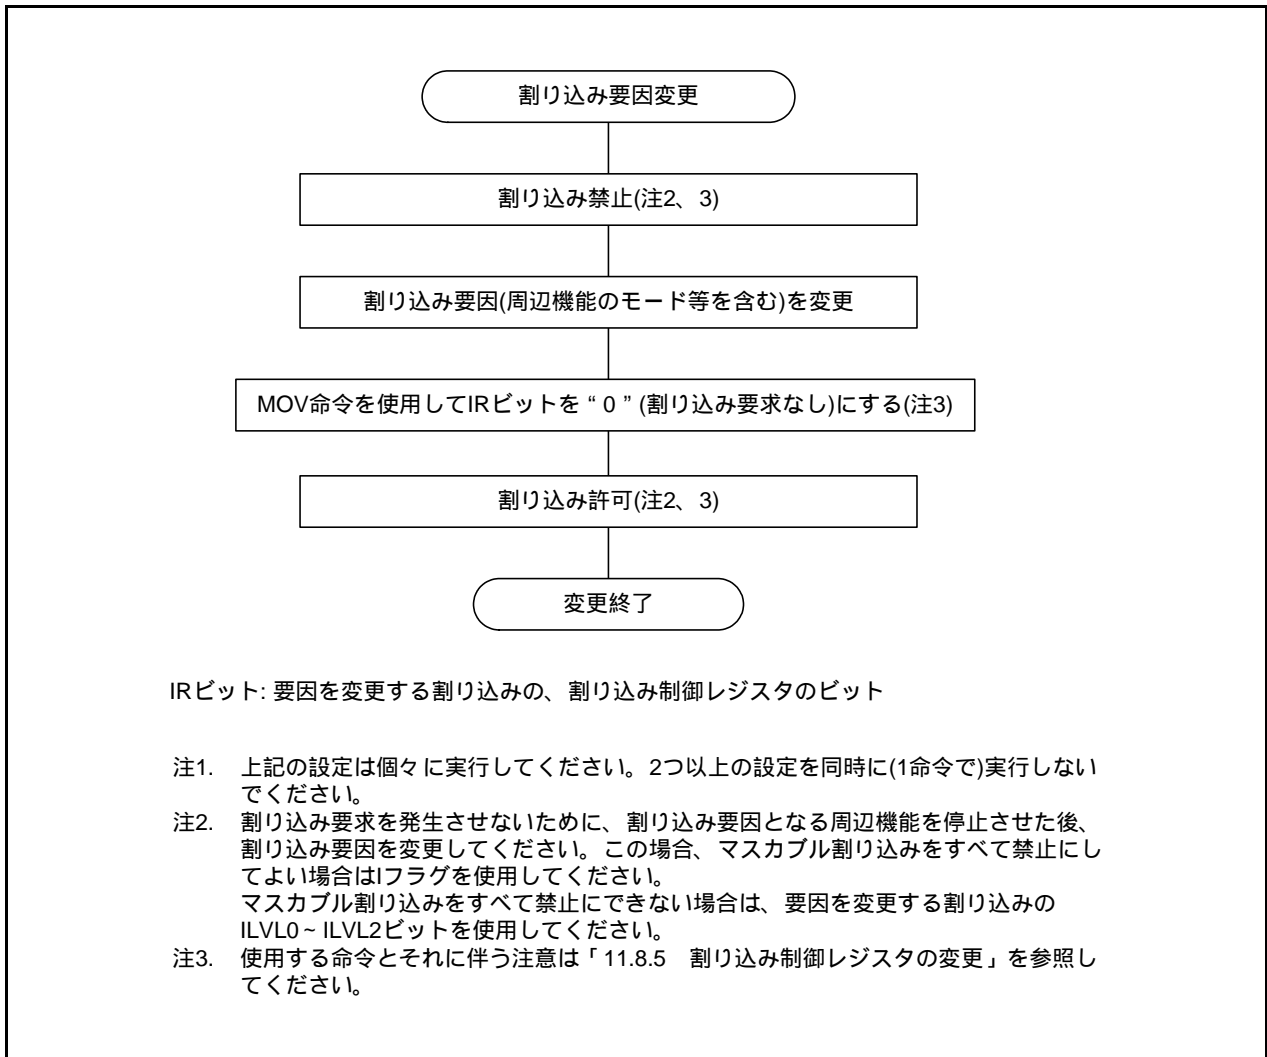 割り込み要因変更
割り込み禁止(注2、3)
割り込み要因(周辺機能のモード等を含む)を変更
MOV命令を使用してIRビットを“0”(割り込み要求なし)にする(注3)
割り込み許可(注2、3)
変更終了
IRビット: 要因を変更する割り込みの、割り込み制御レジスタのビット
注1. 上記の設定は個々に実行してください。2つ以上の設定を同時に(1命令で)実行しない
でください。
注2. 割り込み要求を発生させないために、割り込み要因となる周辺機能を停止させた後、
割り込み要因を変更してください。この場合、マスカブル割り込みをすべて禁止にし
てよい場合はIフラグを使用してください。
マスカブル割り込みをすべて禁止にできない場合は、要因を変更する割り込みの
ILVL0~ILVL2ビットを使用してください。
注3. 使用する命令とそれに伴う注意は「11.8.5 割り込み制御レジスタの変更」を参照し
てください。